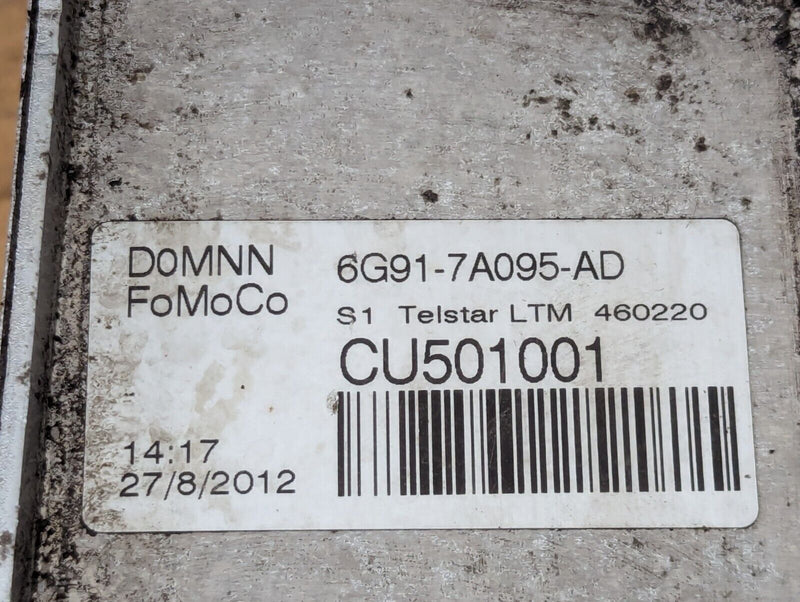 D0MNN
FoMoCo
6G91-7A095-AD
S1 Telstar LTM 460220
CU501001
14:17
27/8/2012